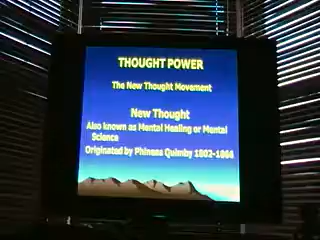 THOUGHT POWER
The New Thought Movement
New Thought
Also known as Mental Healing or Mental
Science
Originated by Phineas Quimby 1802-1866